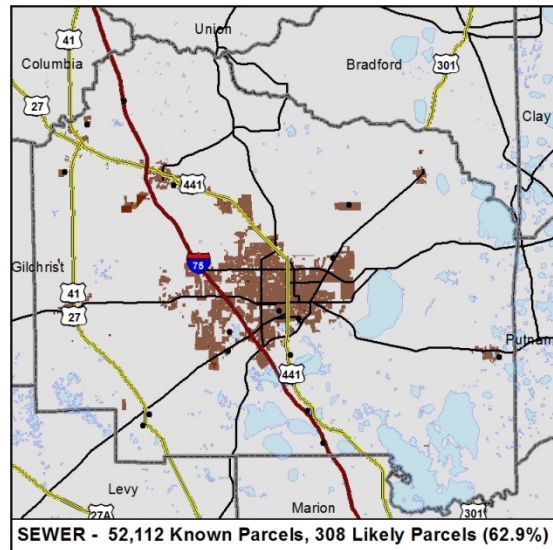 Union
41
Columbia
Bradford
301
27
Clay
441
Gilchrist
75
41
27
Putnam
441
Levy
Marion
27A
301
SEWER - 52,112 Known Parcels, 308 Likely Parcels (62.9%)